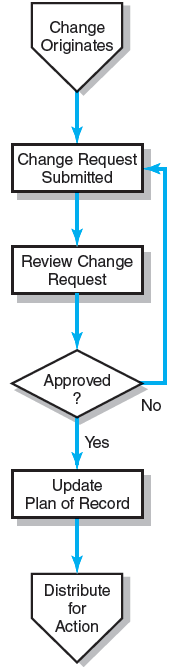 Change
Originates
Change Request
Submitted
Review Change
Request
Approved
?
No
Yes
Update
Plan of Record
Distribute
for
Action